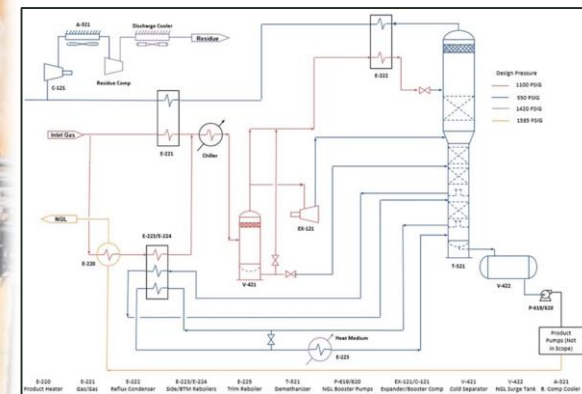 A-321
Discharge Cooler
Residue
C-121
Residue Comp
E-222
Design Pressure
1100 PSIG
550 PSIG
1420 PSIG
1585 PSIG
Inlet Gas
E-221
Chiller
EX-121
NGL
E-223/E-224
E-220
V-421
T-521
V-422
P-619/620
Heat Medium
E-225
Product
Pumps (Not
in Scope)
E-220 E-221 E-222 E-223/E-224 E-225 T-521 P-619/620 EX-121/C-121 V-421 V-422 A-321
Product Heater Gas/Gas Reflux Condenser Side/BTM Reboilers Trim Reboiler Demethanizer NGL Booster Pumps Expander/Booster Comp Cold Separator NGL Surge Tank B. Comp Cooler